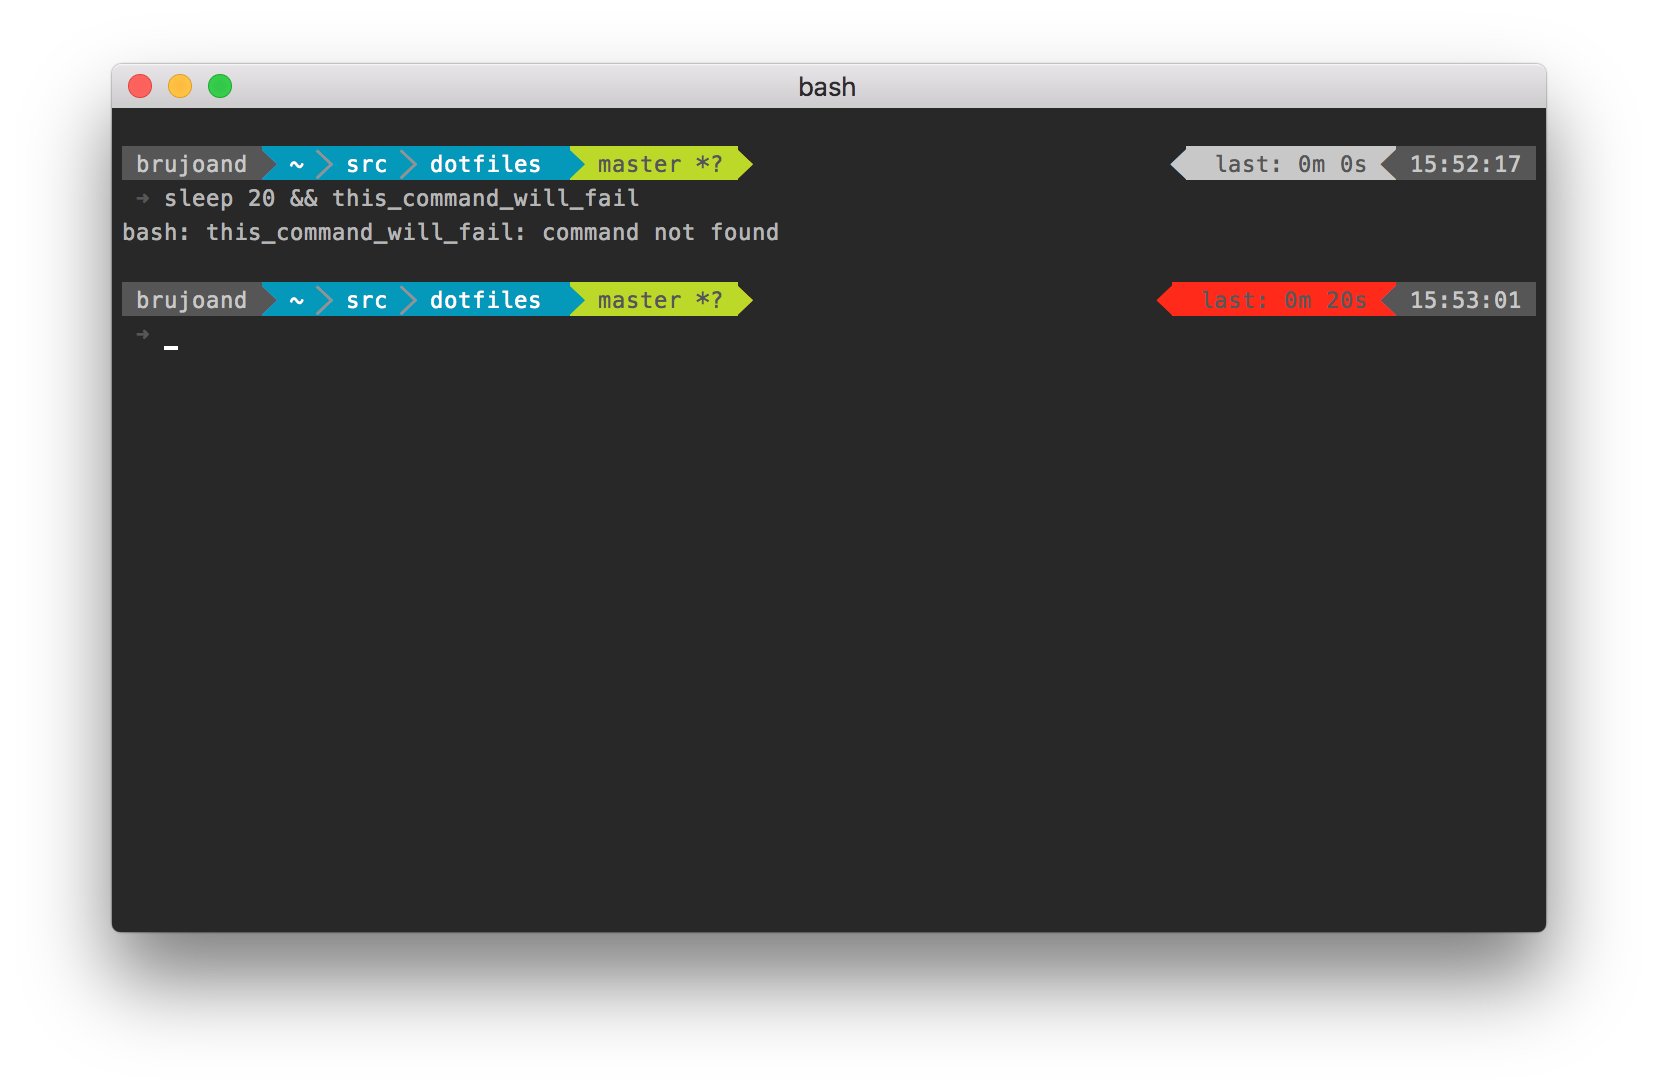 bash
brujoand ~ src dotfiles master *? last: 0m 0s 15:52:17
➜ sleep 20 && this_command_will_fail
bash: this_command_will_fail: command not found
brujoand ~ src dotfiles master *? last: 0m 20s 15:53:01
➜ _